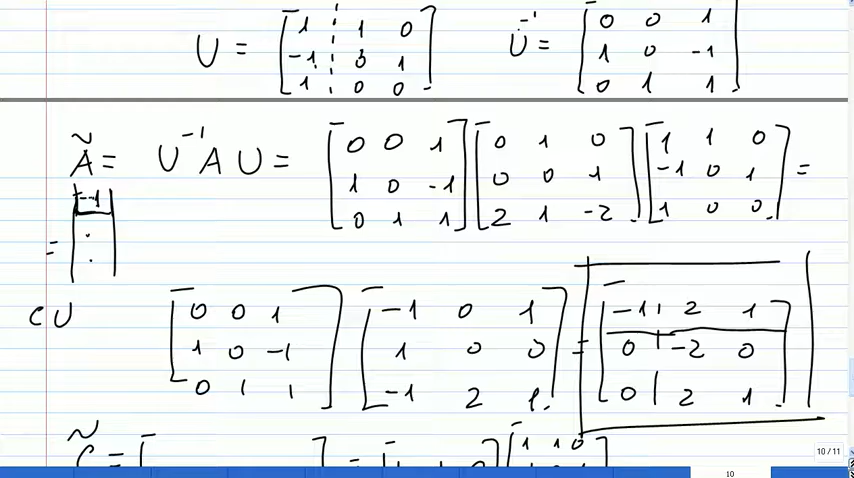 U = [ 1 1 0   U⁻¹ = [ 0 0 1
-1 0 1   1 0 -1
1 0 0 ]   0 1 1 ]
Ã = U⁻¹ A U = [ 0 0 1 ] [ 0 1 0 ] [ 1 1 0 ] =
1 0 -1   0 0 1   -1 0 1
0 1 1   2 1 -2   1 0 0
= [ -1
CU
[ 0 0 1 ] [ -1 0 1 ] = [ -1 2 1 ]
1 0 -1   1 0 0   0 -2 0
0 1 1   -1 2 1   0 2 1
C̃ = [ ] = [ ] [ 1 1 0 ]
10 / 11
10